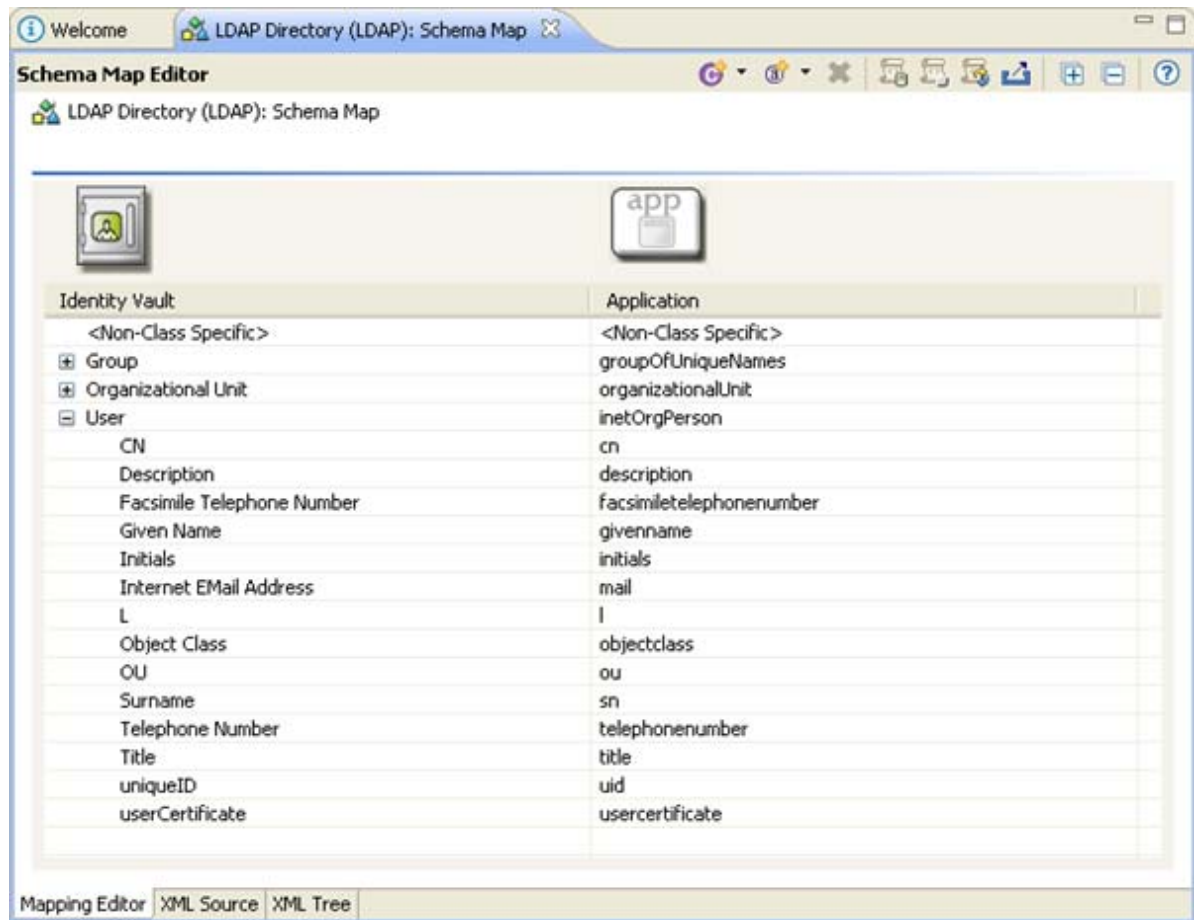 Welcome LDAP Directory (LDAP): Schema Map
Schema Map Editor
LDAP Directory (LDAP): Schema Map
app
Identity Vault Application
<Non-Class Specific> <Non-Class Specific>
Group groupOfUniqueNames
Organizational Unit organizationalUnit
User inetOrgPerson
CN cn
Description description
Facsimile Telephone Number facsimiletelephonenumber
Given Name givenname
Initials initials
Internet EMail Address mail
L l
Object Class objectclass
OU ou
Surname sn
Telephone Number telephonenumber
Title title
uniqueID uid
userCertificate usercertificate
Mapping Editor XML Source XML Tree